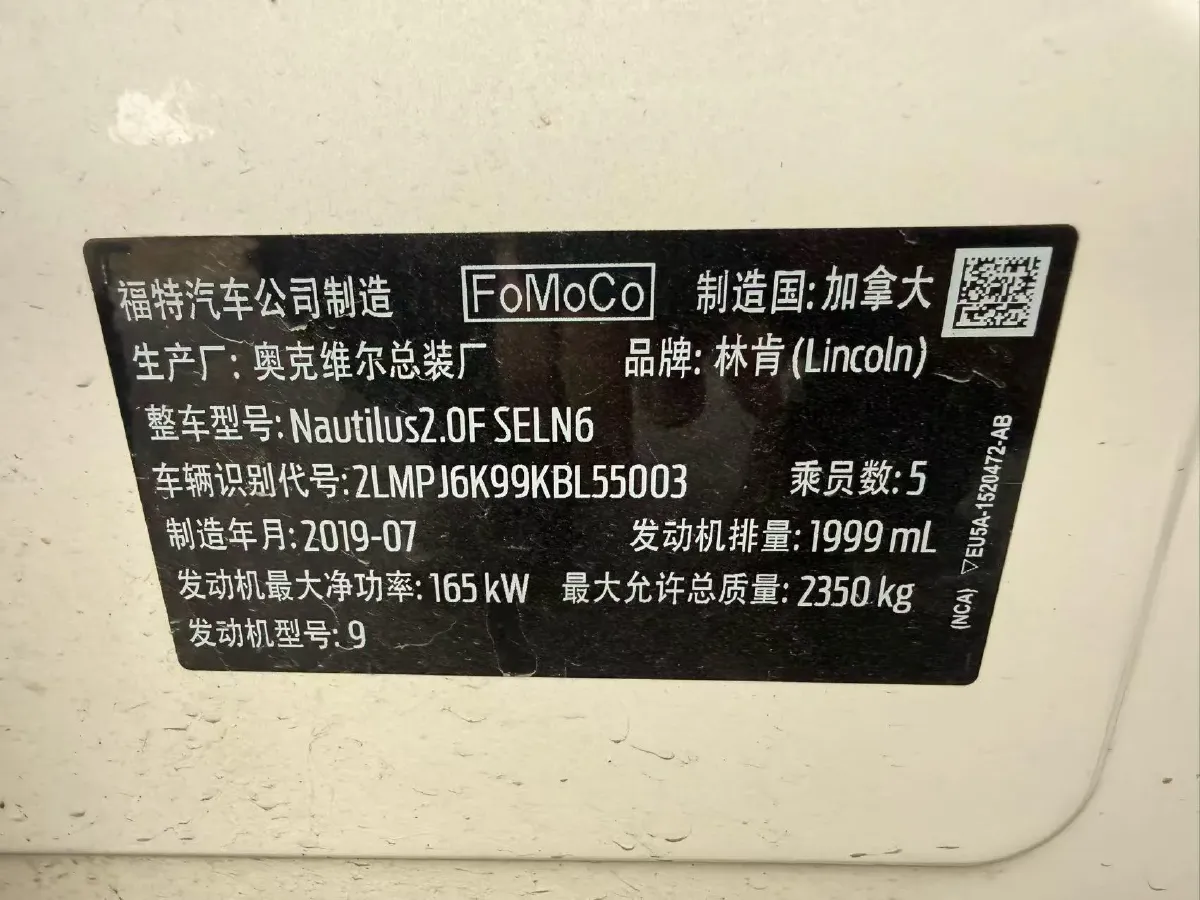 福特汽车公司制造 FoMoCo 制造国:加拿大
生产厂: 奥克维尔总装厂 品牌: 林肯(Lincoln)
整车型号: Nautilus2.0F SELN6
车辆识别代号: 2LMPJ6K99KBL55003 乘员数: 5
制造年月: 2019-07 发动机排量: 1999 mL
发动机最大净功率: 165 kW 最大允许总质量: 2350 kg
发动机型号: 9
(NCA) ▽EU5A-1520472-AB